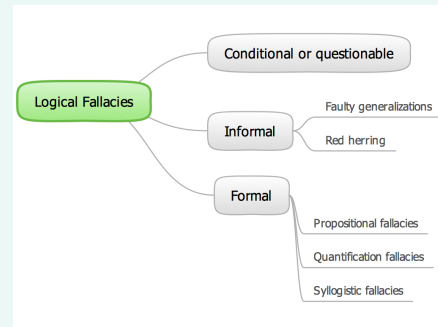 Logical Fallacies
Conditional or questionable
Informal
Faulty generalizations
Red herring
Formal
Propositional fallacies
Quantification fallacies
Syllogistic fallacies